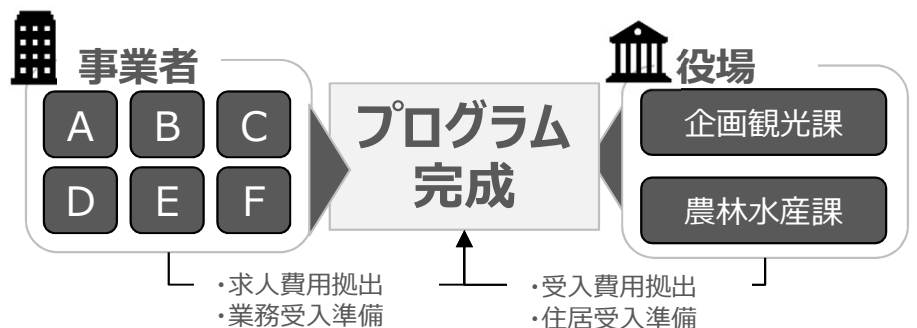 事業者
A B C
D E F
プログラム
完成
役場
企画観光課
農林水産課
・求人費用拠出
・業務受入準備
・受入費用拠出
・住居受入準備